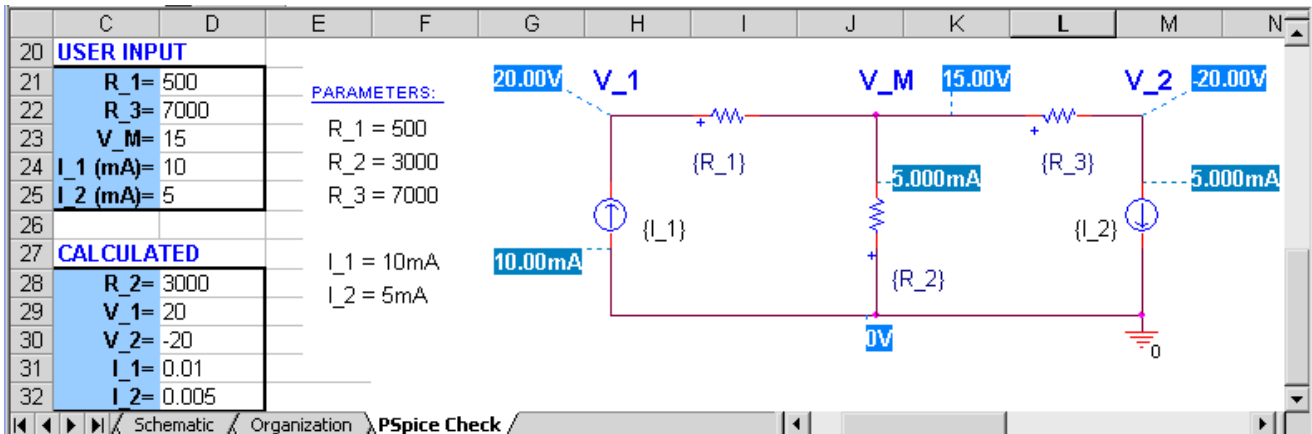 C D E F G H I J K L M N
20 USER INPUT
21 R_1= 500
22 R_3= 7000
23 V_M= 15
24 I_1 (mA)= 10
25 I_2 (mA)= 5
26
27 CALCULATED
28 R_2= 3000
29 V_1= 20
30 V_2= -20
31 I_1= 0.01
32 I_2= 0.005
PARAMETERS:
R_1 = 500
R_2 = 3000
R_3 = 7000
I_1 = 10mA
I_2 = 5mA
20.00V V_1 V_M 15.00V V_2 -20.00V
{R_1} {R_3}
5.000mA 5.000mA
{I_1} {I_2}
10.00mA
{R_2}
0V
0
Schematic Organization PSpice Check